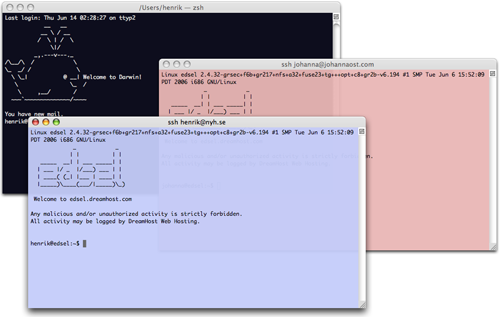 /Users/henrik — zsh
Last login: Thu Jun 14 02:28:27 on ttyp2
Welcome to Darwin!
You have new mail.
henrik@
ssh johanna@johannaost.com
Linux edsel 2.4.32-grsec+f6b+gr217+nfs+a32+fuse23+tg+++opt+c8+gr2b-v6.194 #1 SMP Tue Jun 6 15:52:09
PDT 2006 i686 GNU/Linux
ssh henrik@nyh.se
Linux edsel 2.4.32-grsec+f6b+gr217+nfs+a32+fuse23+tg+++opt+c8+gr2b-v6.194 #1 SMP Tue Jun 6 15:52:09
PDT 2006 i686 GNU/Linux
edsel
Welcome to edsel.dreamhost.com
Any malicious and/or unauthorized activity is strictly forbidden.
All activity may be logged by DreamHost Web Hosting.
henrik@edsel:~$